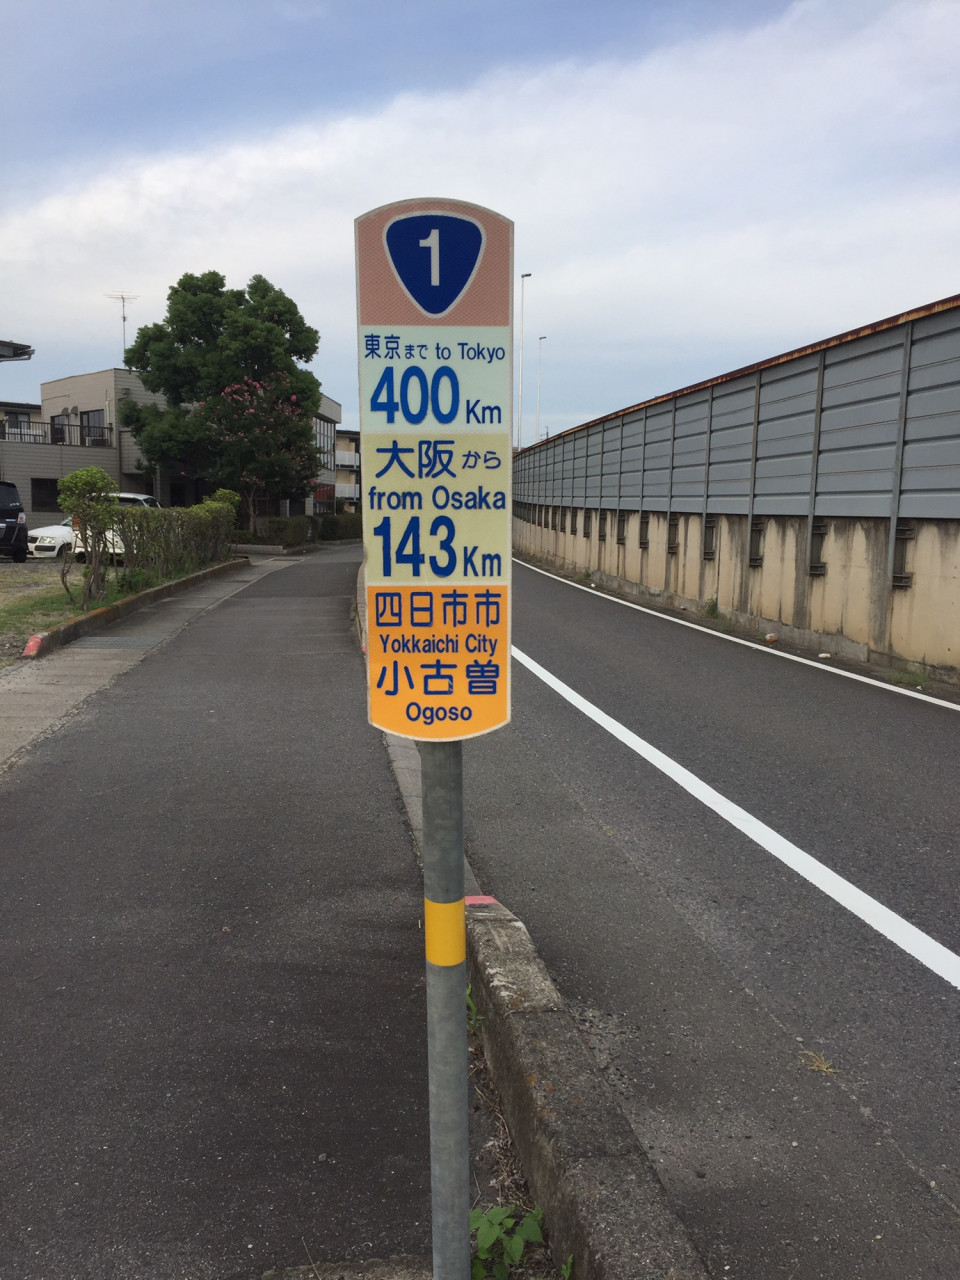 1
東京まで to Tokyo
400 Km
大阪から
from Osaka
143 Km
四日市市
Yokkaichi City
小古曽
Ogoso